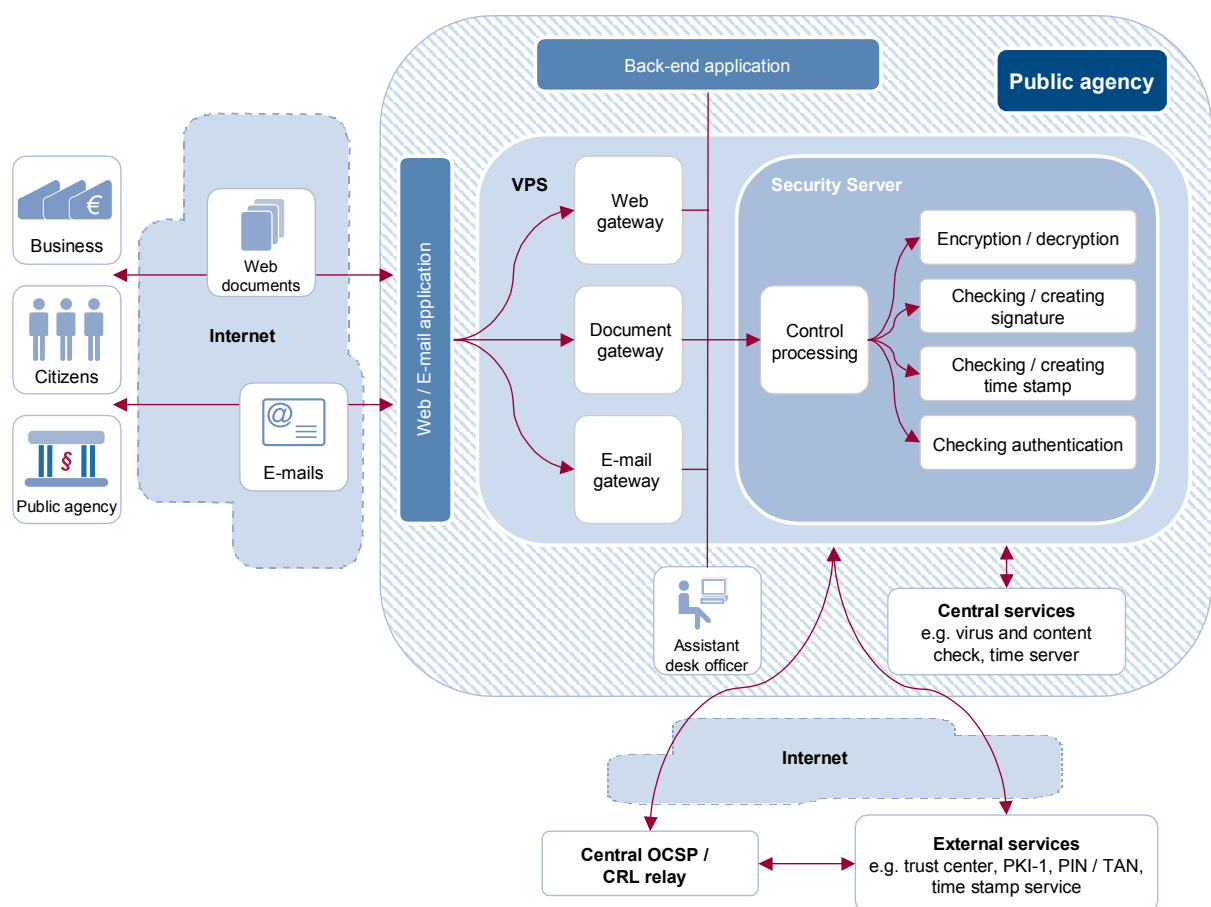 Back-end application
Public agency
Business
Citizens
Public agency
Web
documents
Internet
@
E-mails
€
§
Web / E-mail application
VPS
Web
gateway
Document
gateway
E-mail
gateway
Security Server
Control
processing
Encryption / decryption
Checking / creating
signature
Checking / creating
time stamp
Checking authentication
Assistant
desk officer
Central services
e.g. virus and content
check, time server
Internet
Central OCSP /
CRL relay
External services
e.g. trust center, PKI-1, PIN / TAN,
time stamp service